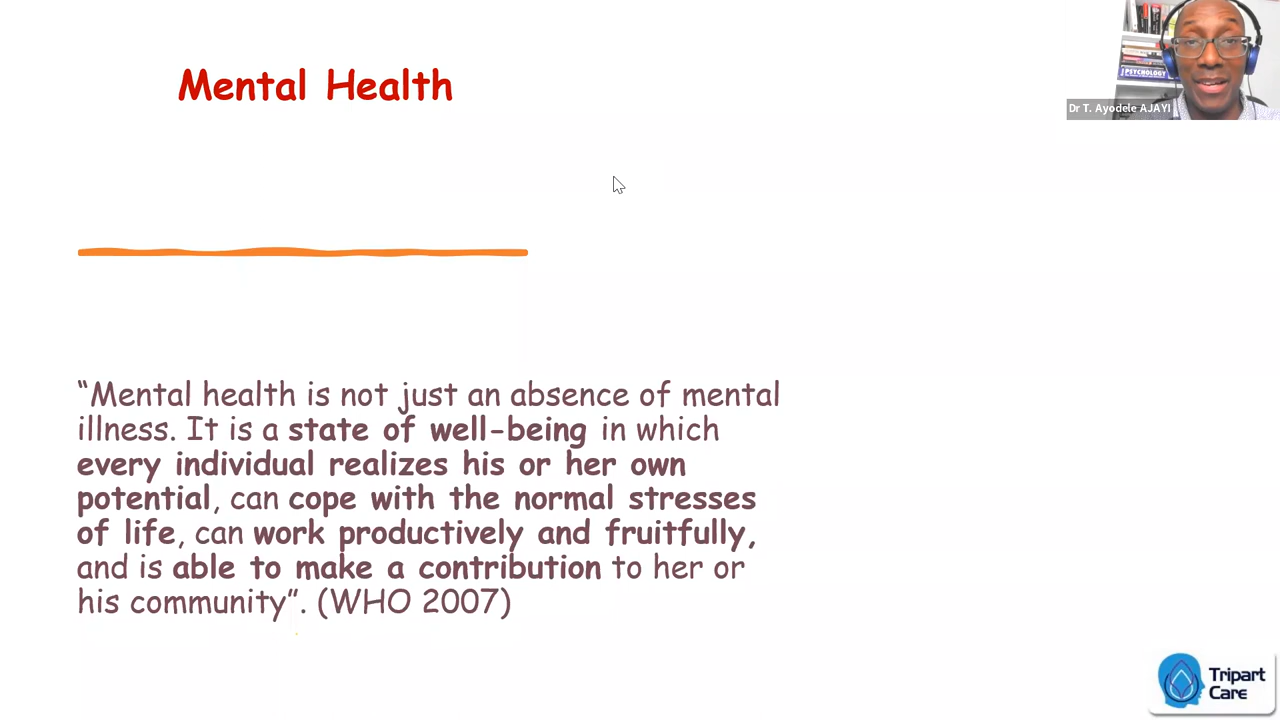 Mental Health
PSYCHOLOGY
Dr T. Ayodele AJAYI
“Mental health is not just an absence of mental
illness. It is a state of well-being in which
every individual realizes his or her own
potential, can cope with the normal stresses
of life, can work productively and fruitfully,
and is able to make a contribution to her or
his community”. (WHO 2007)
Tripart
Care